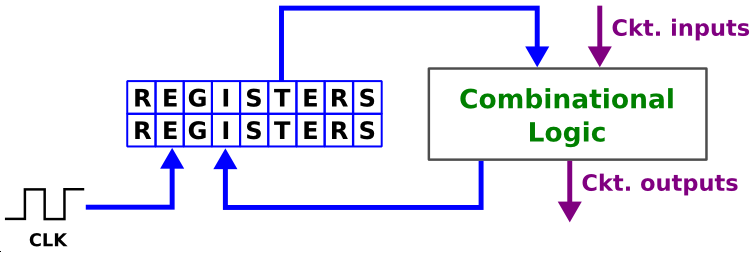 Ckt. inputs
REGISTERS
REGISTERS
Combinational
Logic
Ckt. outputs
CLK